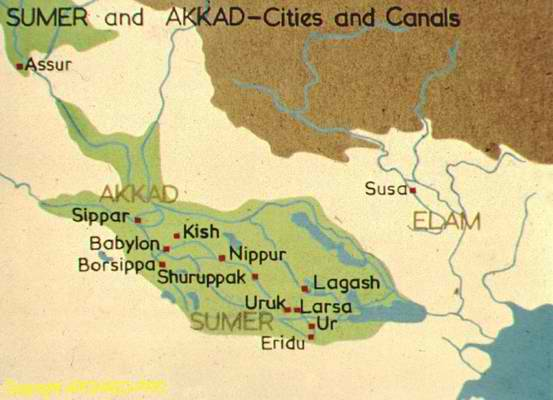 SUMER and AKKAD-Cities and Canals
Assur
AKKAD
Susa
ELAM
Sippar
Kish
Babylon
Nippur
Borsippa
Shuruppak
Lagash
Uruk
Larsa
SUMER
Ur
Eridu
Copyright